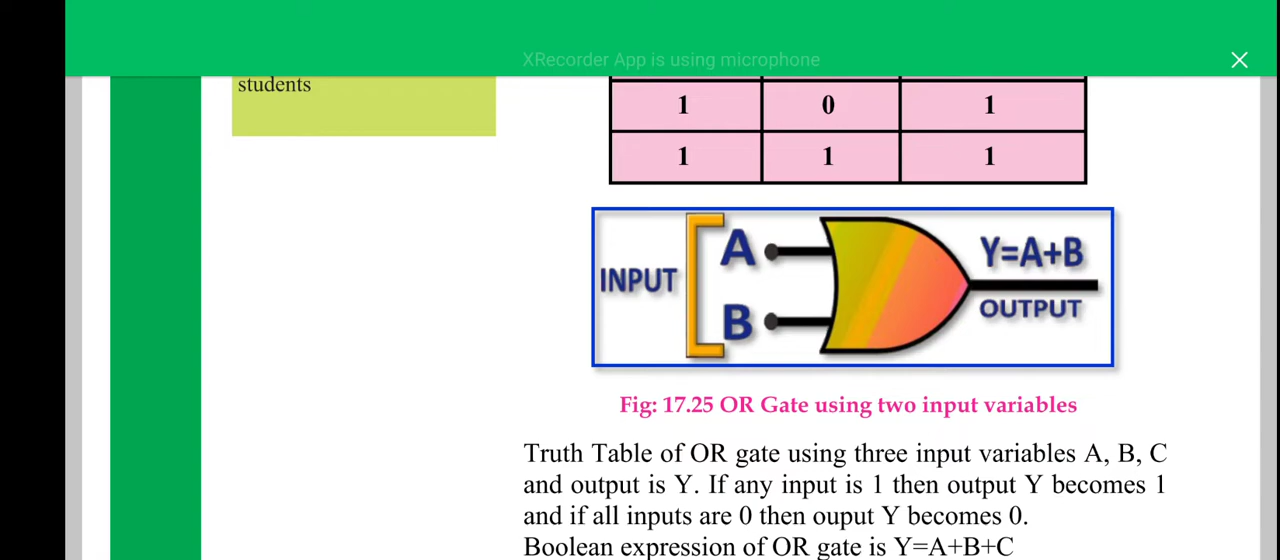 XRecorder App is using microphone
students
1 0 1
1 1 1
INPUT
A
B
Y=A+B
OUTPUT
Fig: 17.25 OR Gate using two input variables
Truth Table of OR gate using three input variables A, B, C
and output is Y. If any input is 1 then output Y becomes 1
and if all inputs are 0 then ouput Y becomes 0.
Boolean expression of OR gate is Y=A+B+C